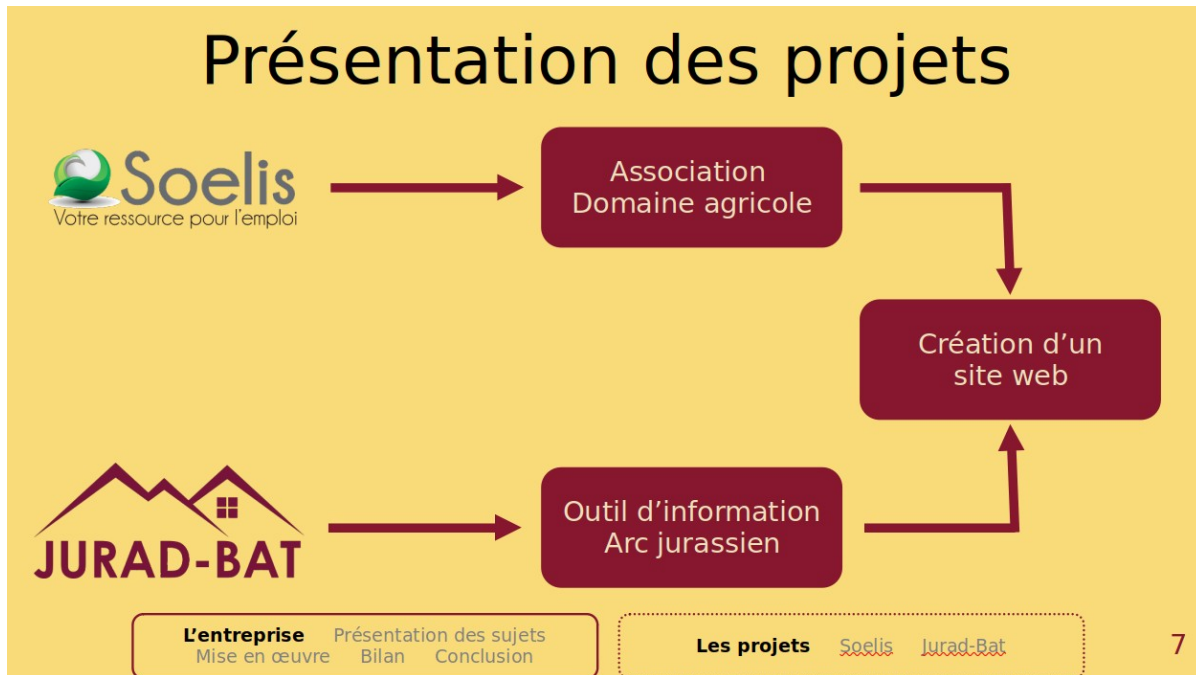 Présentation des projets
Soelis
Votre ressource pour l'emploi
Association
Domaine agricole
Création d’un
site web
JURAD-BAT
Outil d’information
Arc jurassien
L’entreprise Présentation des sujets
Mise en œuvre Bilan Conclusion
Les projets Soelis Jurad-Bat
7